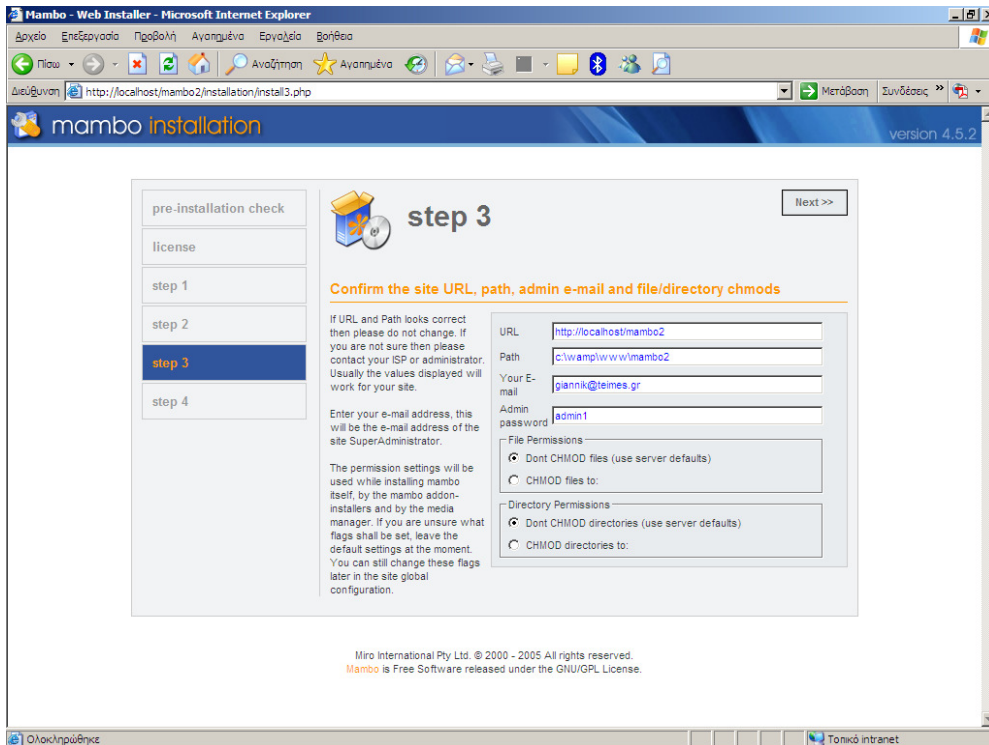 Mambo - Web Installer - Microsoft Internet Explorer
Αρχείο Επεξεργασία Προβολή Αγαπημένα Εργαλεία Βοήθεια
Πίσω Αναζήτηση Αγαπημένα
Διεύθυνση http://localhost/mambo2/installation/install3.php Μετάβαση Συνδέσεις »
mambo installation
version 4.5.2
pre-installation check
license
step 1
step 2
step 3
step 4
step 3
Next >>
Confirm the site URL, path, admin e-mail and file/directory chmods
If URL and Path looks correct
then please do not change. If
you are not sure then please
contact your ISP or administrator.
Usually the values displayed will
work for your site.
Enter your e-mail address, this
will be the e-mail address of the
site SuperAdministrator.
The permission settings will be
used while installing mambo
itself, by the mambo addon-
installers and by the media
manager. If you are unsure what
flags shall be set, leave the
default settings at the moment.
You can still change these flags
later in the site global
configuration.
URL http://localhost/mambo2
Path c:\wamp\www\mambo2
Your E-
mail giannik@teimes.gr
Admin
password admin1
File Permissions
Dont CHMOD files (use server defaults)
CHMOD files to:
Directory Permissions
Dont CHMOD directories (use server defaults)
CHMOD directories to:
Miro International Pty Ltd. © 2000 - 2005 All rights reserved.
Mambo is Free Software released under the GNU/GPL License.
Ολοκληρώθηκε Τοπικό intranet